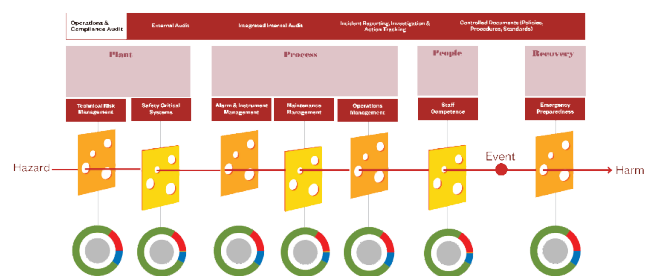 Operations &
Compliance Audit
External Audit
Integrated Internal Audit
Incident Reporting, Investigation &
Action Tracking
Controlled Documents (Policies,
Procedures, Standards)
Plant
Process
People
Recovery
Technical Risk
Management
Safety Critical
Systems
Alarm & Instrument
Management
Maintenance
Management
Operations
Management
Staff
Competence
Emergency
Preparedness
Hazard
Event
Harm